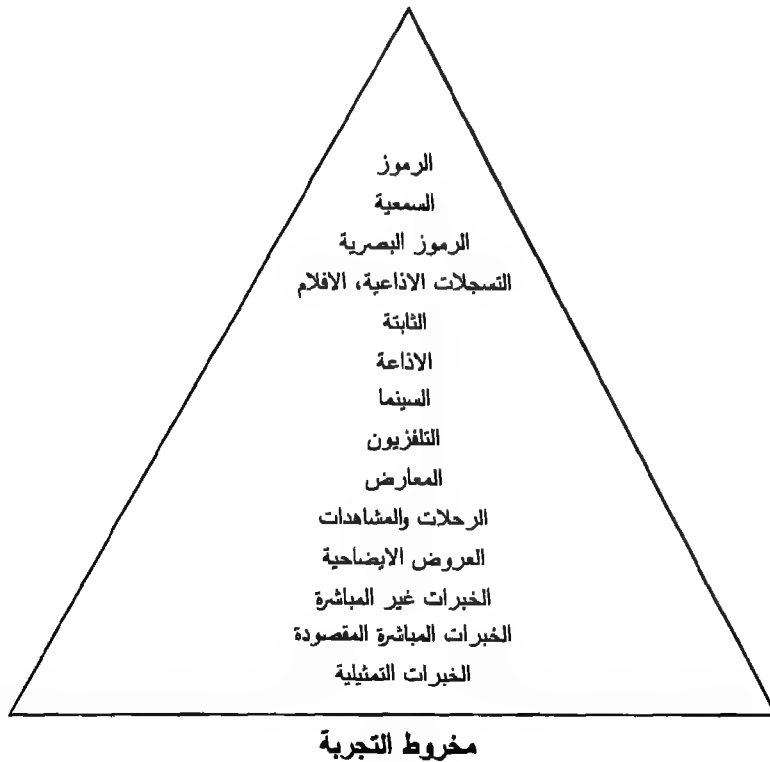 الرموز
السمعية
الرموز البصرية
التسجلات الاذاعية، الافلام
الثابتة
الاذاعة
السينما
التلفزيون
المعارض
الرحلات والمشاهدات
العروض الايضاحية
الخبرات غير المباشرة
الخبرات المباشرة المقصودة
الخبرات التمثيلية
مخروط التجربة